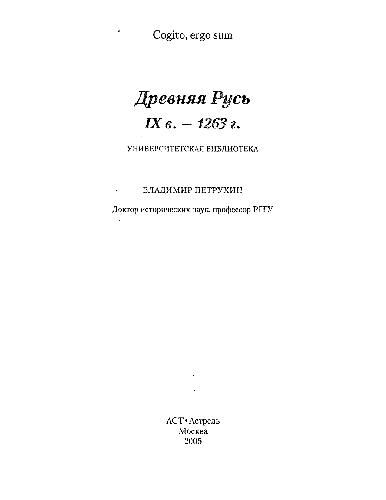 Cogito, ergo sum
Древняя Русь
IX в. – 1263 г.
УНИВЕРСИТЕТСКАЯ БИБЛИОТЕКА
ВЛАДИМИР ПЕТРУХИН
Доктор исторических наук, профессор РГГУ
АСТ • Астрель
Москва
2005